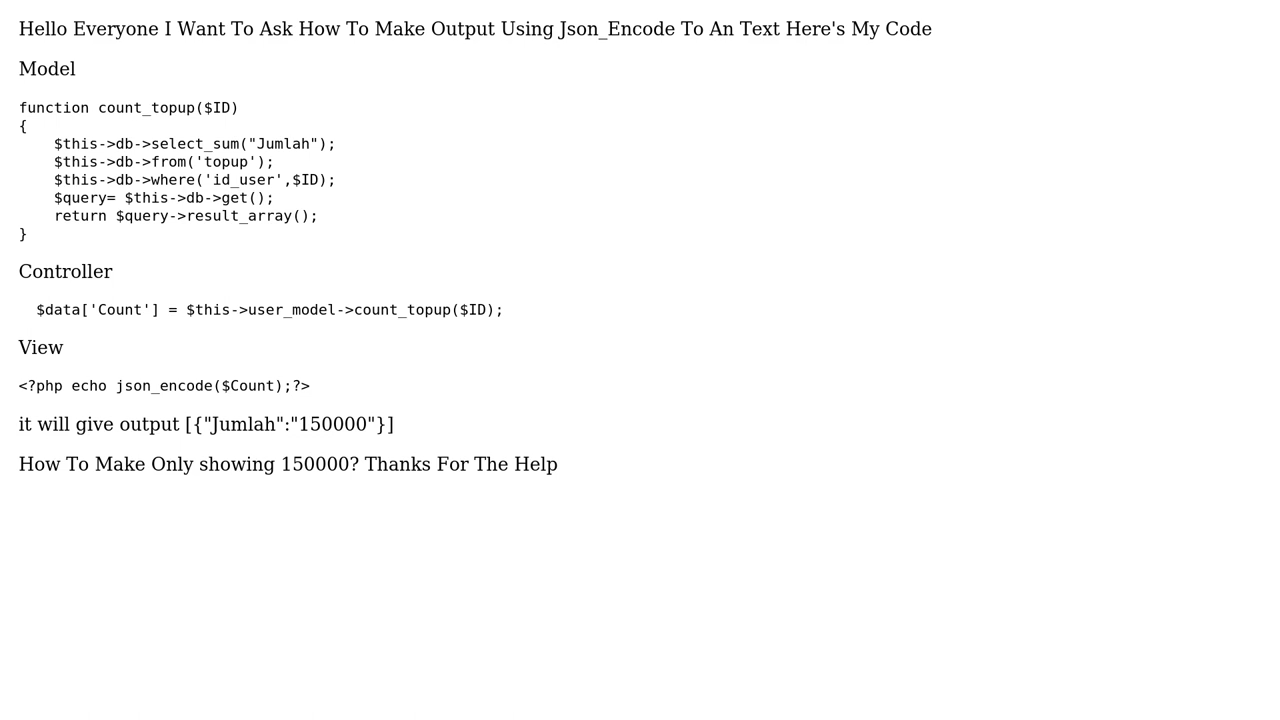 Hello Everyone I Want To Ask How To Make Output Using Json_Encode To An Text Here's My Code
Model
function count_topup($ID)
{
    $this->db->select_sum("Jumlah");
    $this->db->from('topup');
    $this->db->where('id_user',$ID);
    $query= $this->db->get();
    return $query->result_array();
}
Controller
  $data['Count'] = $this->user_model->count_topup($ID);
View
<?php echo json_encode($Count);?>
it will give output [{"Jumlah":"150000"}]
How To Make Only showing 150000? Thanks For The Help